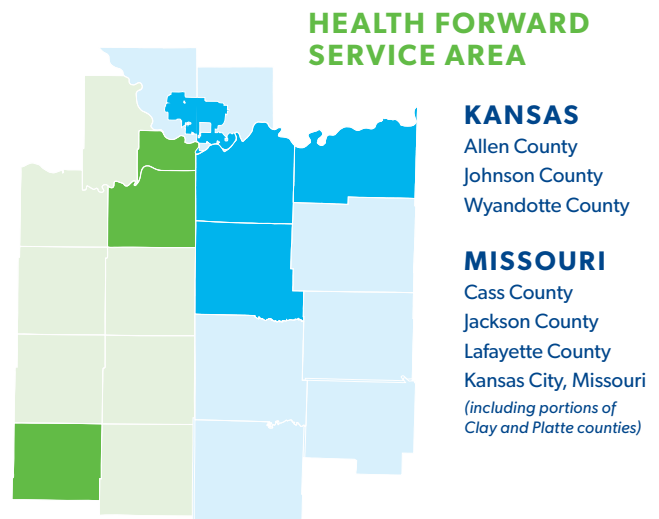 HEALTH FORWARD
SERVICE AREA
KANSAS
Allen County
Johnson County
Wyandotte County
MISSOURI
Cass County
Jackson County
Lafayette County
Kansas City, Missouri
(including portions of
Clay and Platte counties)